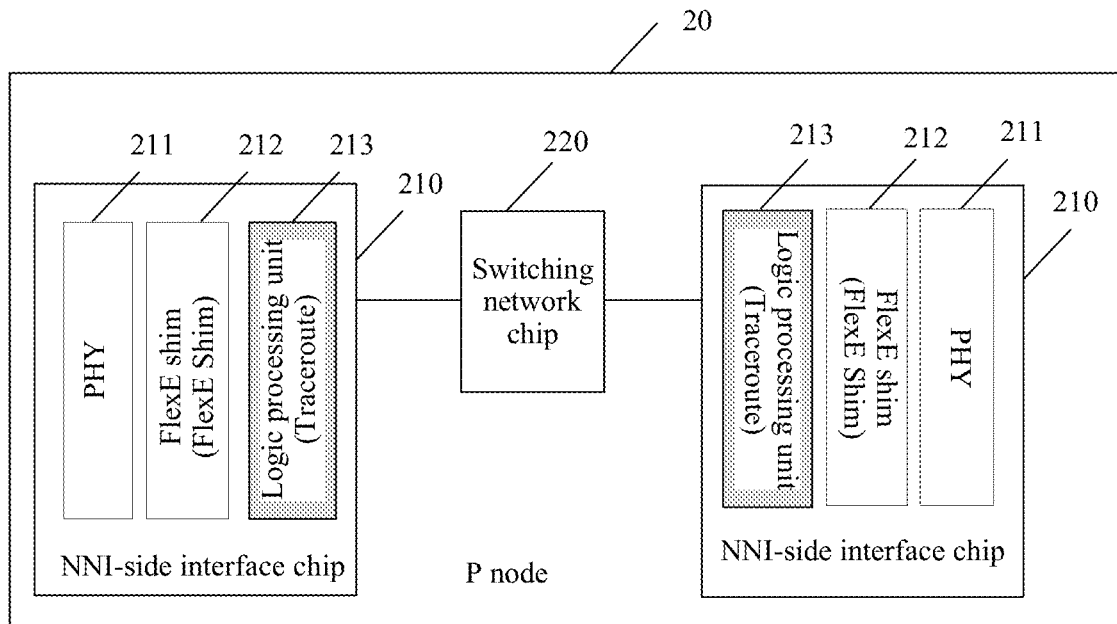 20
211
212
213
210
220
213
212
211
210
PHY
FlexE shim
(FlexE Shim)
Logic processing unit
(Traceroute)
NNI-side interface chip
Switching
network
chip
P node
Logic processing unit
(Traceroute)
FlexE shim
(FlexE Shim)
PHY
NNI-side interface chip